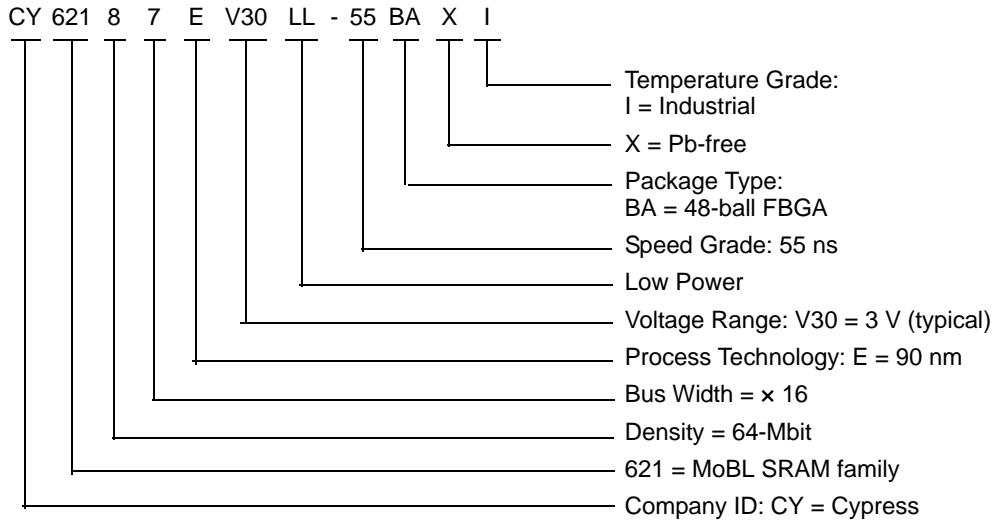 CY 621 8 7 E V30 LL - 55 BA X I
Temperature Grade:
I = Industrial
X = Pb-free
Package Type:
BA = 48-ball FBGA
Speed Grade: 55 ns
Low Power
Voltage Range: V30 = 3 V (typical)
Process Technology: E = 90 nm
Bus Width = × 16
Density = 64-Mbit
621 = MoBL SRAM family
Company ID: CY = Cypress